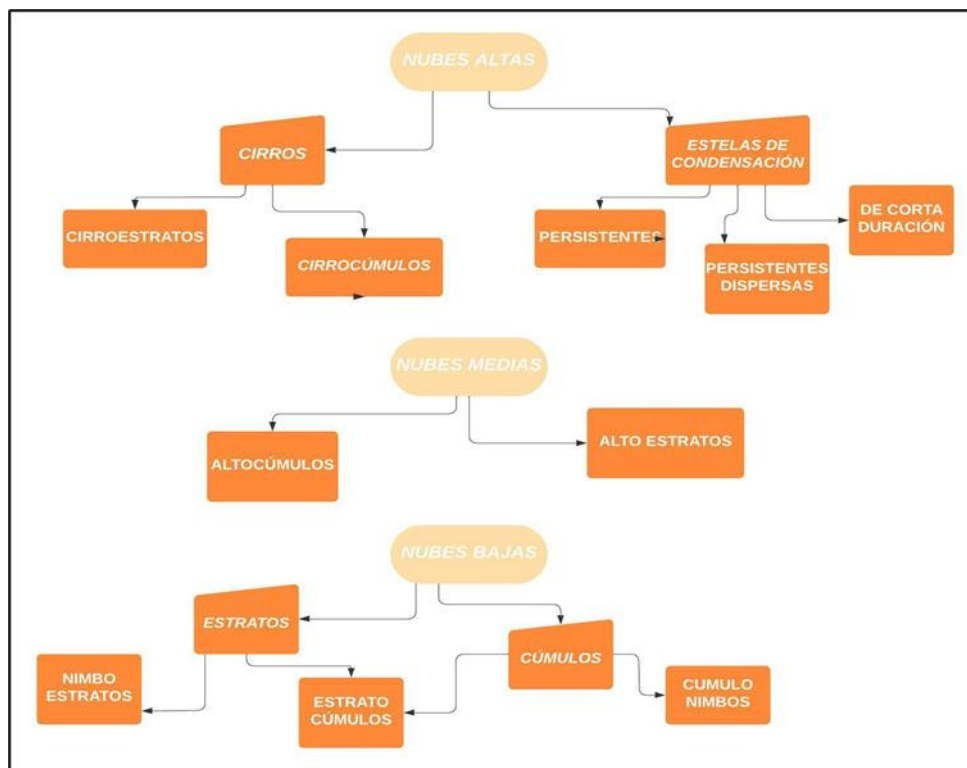 NUBES ALTAS
CIRROS
ESTELAS DE
CONDENSACIÓN
CIRROESTRATOS
CIRROCÚMULOS
PERSISTENTES
PERSISTENTES
DISPERSAS
DE CORTA
DURACIÓN
NUBES MEDIAS
ALTOCÚMULOS
ALTO ESTRATOS
NUBES BAJAS
ESTRATOS
CÚMULOS
NIMBO
ESTRATOS
ESTRATO
CÚMULOS
CUMULO
NIMBOS